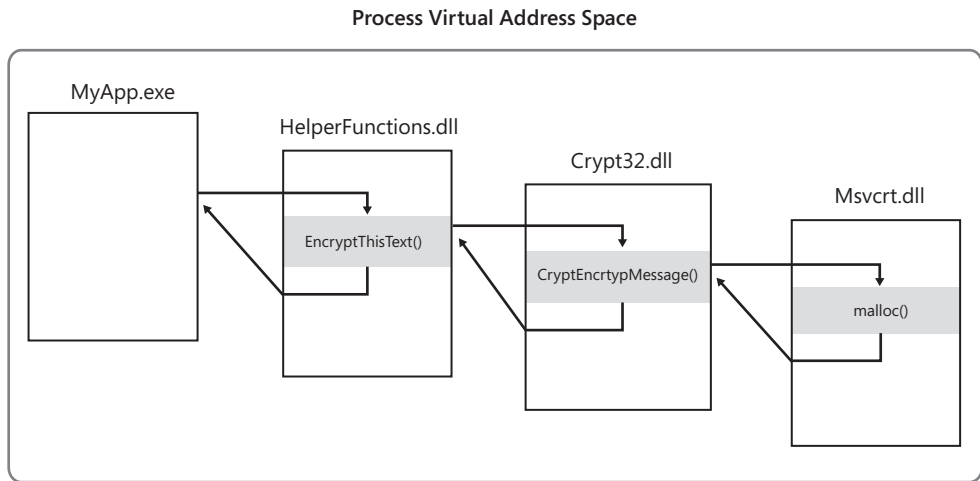 Process Virtual Address Space
MyApp.exe
HelperFunctions.dll
Crypt32.dll
Msvcrt.dll
EncryptThisText()
CryptEncrtypMessage()
malloc()